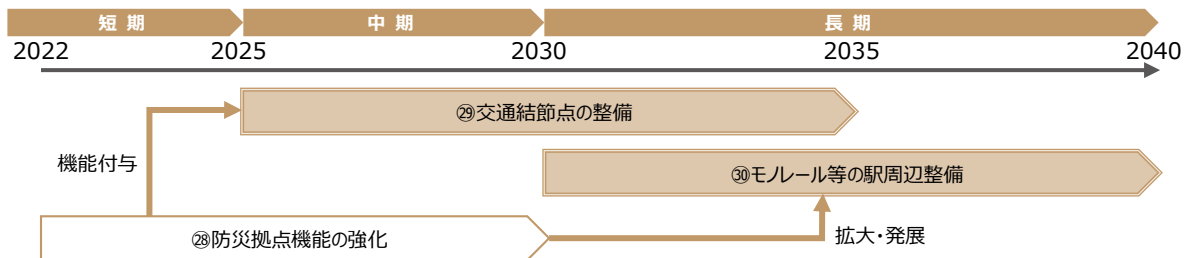 短期 中期 長期
2022 2025 2030 2035 2040
㉙交通結節点の整備
機能付与
㉚モノレール等の駅周辺整備
㉘防災拠点機能の強化
拡大・発展